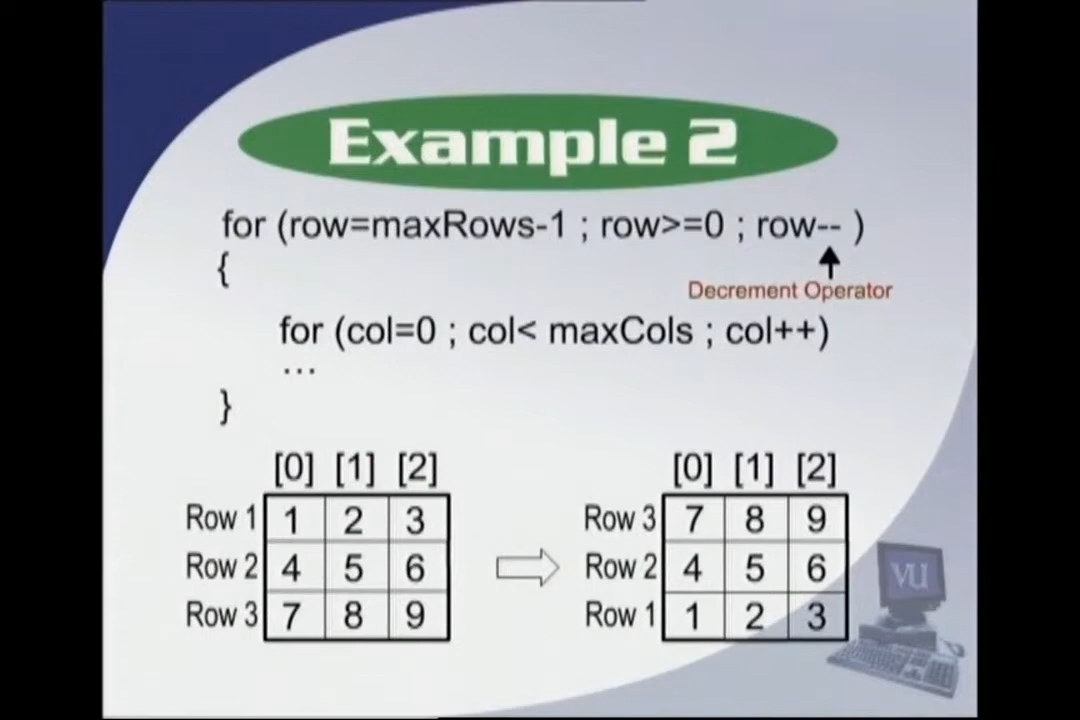 Example 2
for (row=maxRows-1 ; row>=0 ; row-- )
{
Decrement Operator
for (col=0 ; col< maxCols ; col++)
...
}
[0] [1] [2]
Row 1 1 2 3
Row 2 4 5 6
Row 3 7 8 9
[0] [1] [2]
Row 3 7 8 9
Row 2 4 5 6
Row 1 1 2 3
VU